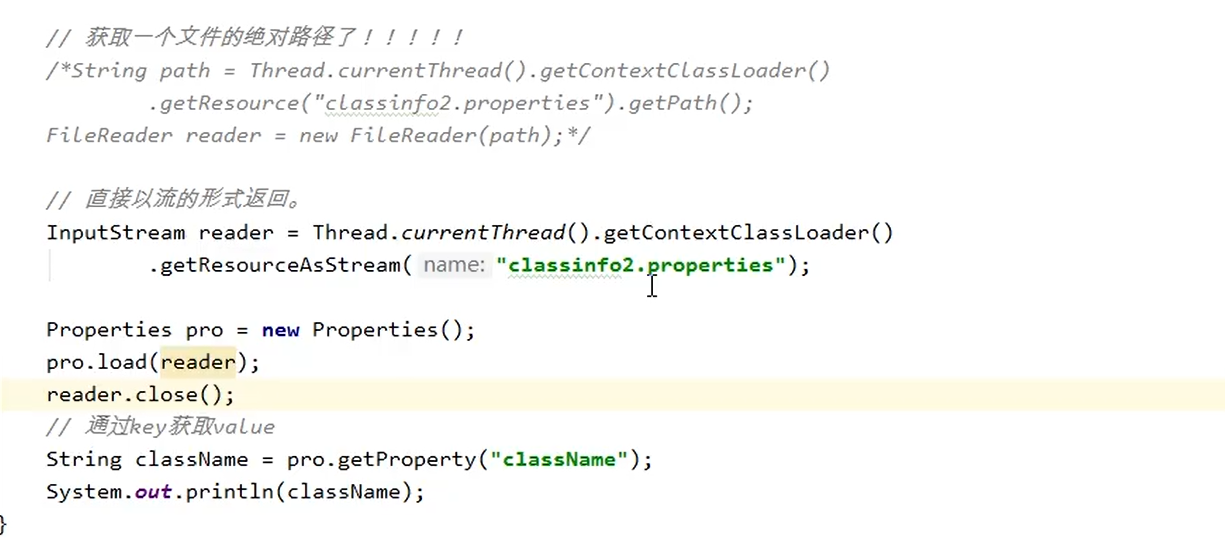 // 获取一个文件的绝对路径了！！！！！
/*String path = Thread.currentThread().getContextClassLoader()
.getResource("classinfo2.properties").getPath();
FileReader reader = new FileReader(path);*/
// 直接以流的形式返回。
InputStream reader = Thread.currentThread().getContextClassLoader()
.getResourceAsStream( name: "classinfo2.properties");
Properties pro = new Properties();
pro.load(reader);
reader.close();
// 通过key获取value
String className = pro.getProperty("className");
System.out.println(className);
}